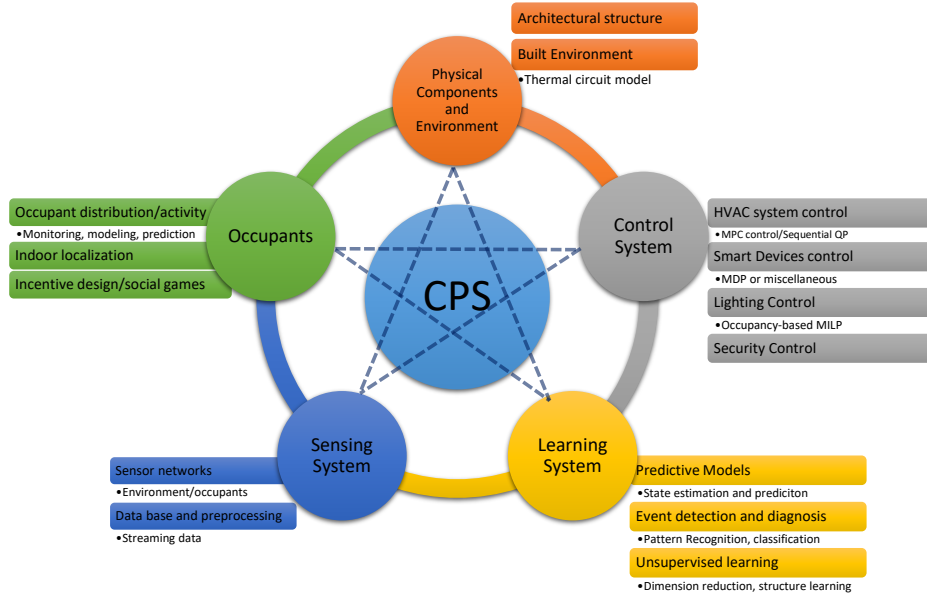 Architectural structure
Built Environment
•Thermal circuit model
Physical
Components
and
Environment
Control
System
HVAC system control
•MPC control/Sequential QP
Smart Devices control
•MDP or miscellaneous
Lighting Control
•Occupancy-based MILP
Security Control
Learning
System
Predictive Models
•State estimation and prediciton
Event detection and diagnosis
•Pattern Recognition, classification
Unsupervised learning
•Dimension reduction, structure learning
Sensing
System
Sensor networks
•Environment/occupants
Data base and preprocessing
•Streaming data
Occupants
Occupant distribution/activity
•Monitoring, modeling, prediction
Indoor localization
Incentive design/social games
CPS